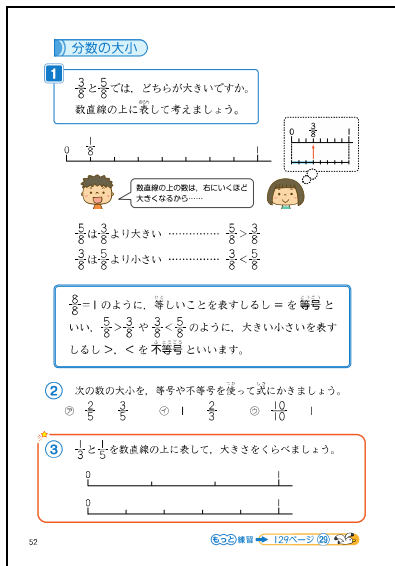 分数の大小
1
3/8と5/8では、どちらが大きいですか。
数直線の上に表して考えましょう。
あらわ
0 1/8 1
0 3/8 1
数直線の上の数は、右にいくほど
大きくなるから……
5/8は3/8より大きい …………… 5/8>3/8
3/8は5/8より小さい …………… 3/8<5/8
8/8=1のように、等しいことを表すしるし=を等号と
いい、5/8>3/8や3/8<5/8のように、大きい小さいを表す
しるし>、<を不等号といいます。
② 次の数の大小を、等号や不等号を使って式にかきましょう。
㋐ 2/5 3/5 ㋑ 1 2/3 ㋒ 10/10 1
③ 1/3と1/5を数直線の上に表して、大きさをくらべましょう。
0 1
0 1
52
もっと練習 129ページ 29